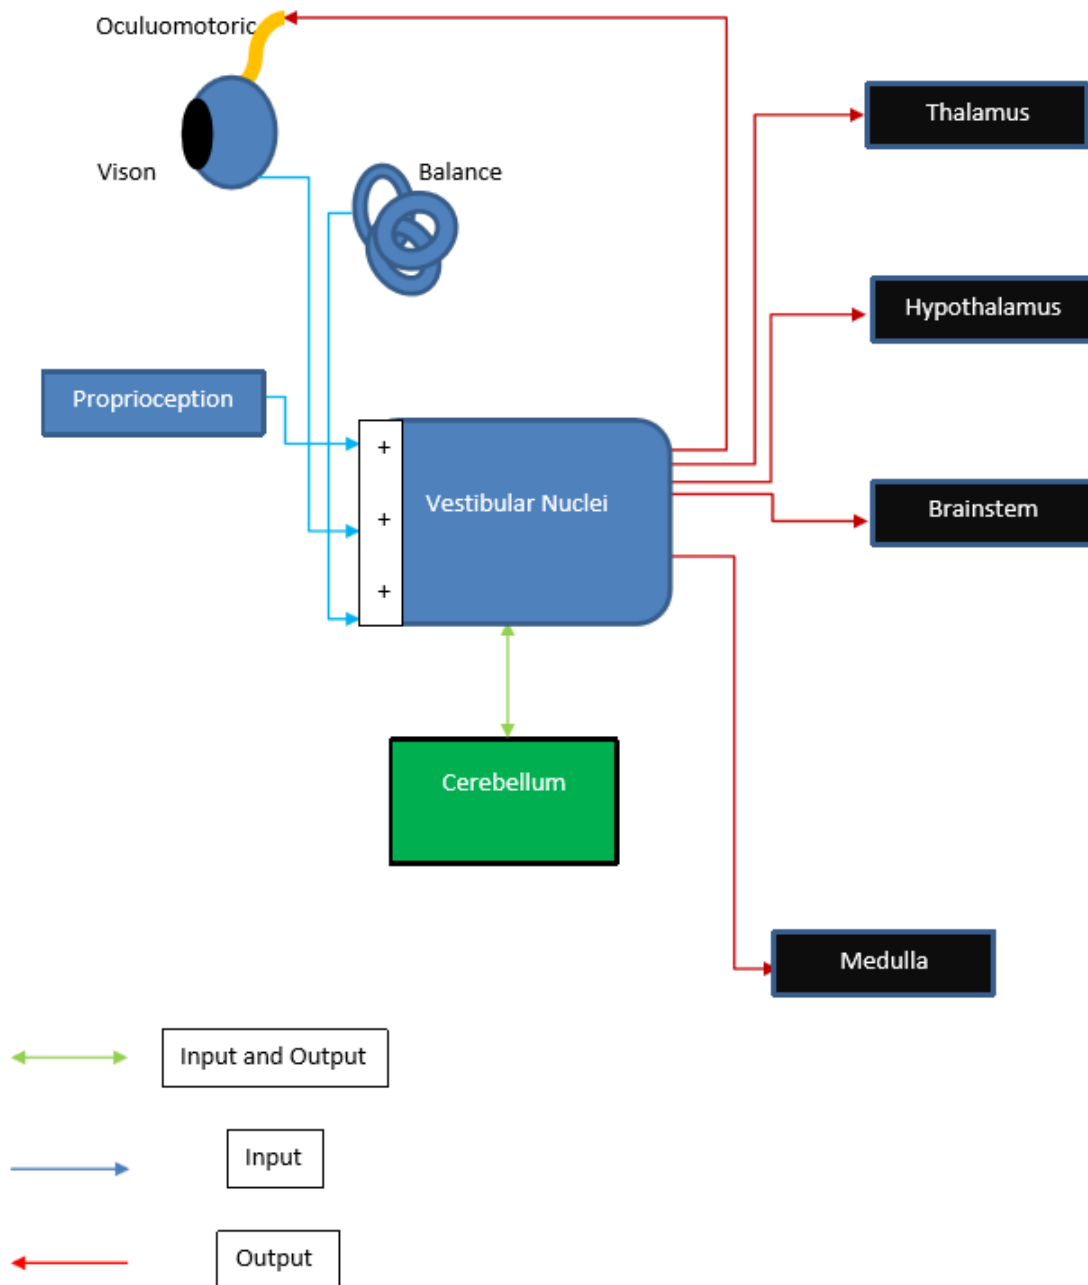 Oculuomotoric
Thalamus
Vison
Balance
Hypothalamus
Proprioception
+
Vestibular Nuclei
+
Brainstem
+
Cerebellum
Medulla
Input and Output
Input
Output